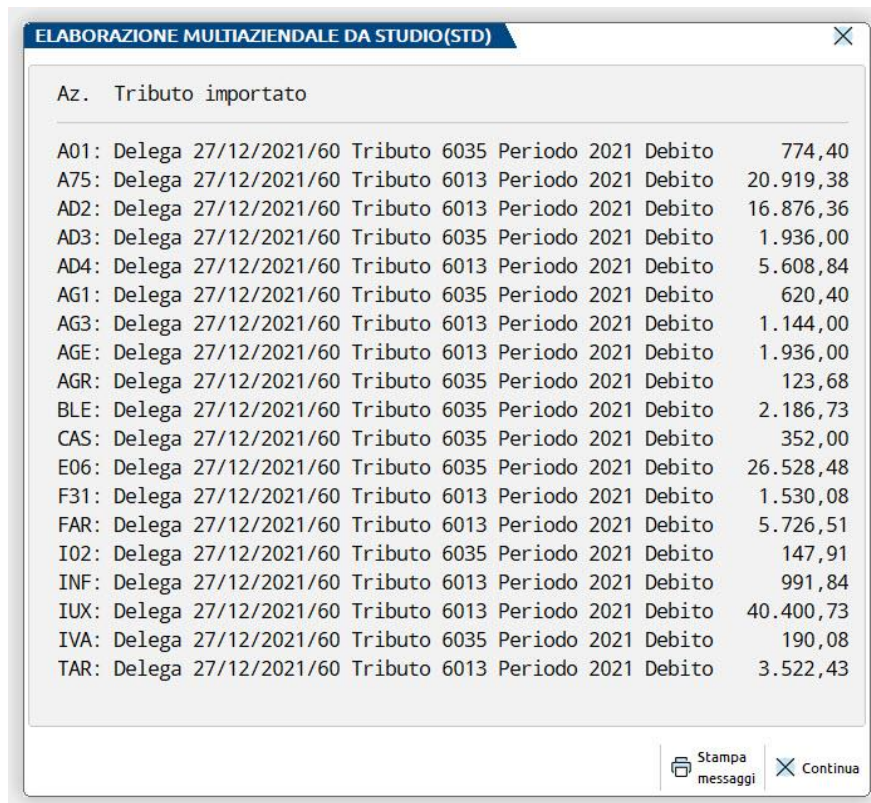 ELABORAZIONE MULTIAZIENDALE DA STUDIO(STD)
Az. Tributo importato
A01: Delega 27/12/2021/60 Tributo 6035 Periodo 2021 Debito 774,40
A75: Delega 27/12/2021/60 Tributo 6013 Periodo 2021 Debito 20.919,38
AD2: Delega 27/12/2021/60 Tributo 6013 Periodo 2021 Debito 16.876,36
AD3: Delega 27/12/2021/60 Tributo 6035 Periodo 2021 Debito 1.936,00
AD4: Delega 27/12/2021/60 Tributo 6013 Periodo 2021 Debito 5.608,84
AG1: Delega 27/12/2021/60 Tributo 6035 Periodo 2021 Debito 620,40
AG3: Delega 27/12/2021/60 Tributo 6013 Periodo 2021 Debito 1.144,00
AGE: Delega 27/12/2021/60 Tributo 6013 Periodo 2021 Debito 1.936,00
AGR: Delega 27/12/2021/60 Tributo 6035 Periodo 2021 Debito 123,68
BLE: Delega 27/12/2021/60 Tributo 6035 Periodo 2021 Debito 2.186,73
CAS: Delega 27/12/2021/60 Tributo 6035 Periodo 2021 Debito 352,00
E06: Delega 27/12/2021/60 Tributo 6035 Periodo 2021 Debito 26.528,48
F31: Delega 27/12/2021/60 Tributo 6013 Periodo 2021 Debito 1.530,08
FAR: Delega 27/12/2021/60 Tributo 6013 Periodo 2021 Debito 5.726,51
I02: Delega 27/12/2021/60 Tributo 6035 Periodo 2021 Debito 147,91
INF: Delega 27/12/2021/60 Tributo 6013 Periodo 2021 Debito 991,84
IUX: Delega 27/12/2021/60 Tributo 6013 Periodo 2021 Debito 40.400,73
IVA: Delega 27/12/2021/60 Tributo 6035 Periodo 2021 Debito 190,08
TAR: Delega 27/12/2021/60 Tributo 6013 Periodo 2021 Debito 3.522,43
Stampa
messaggi
Continua